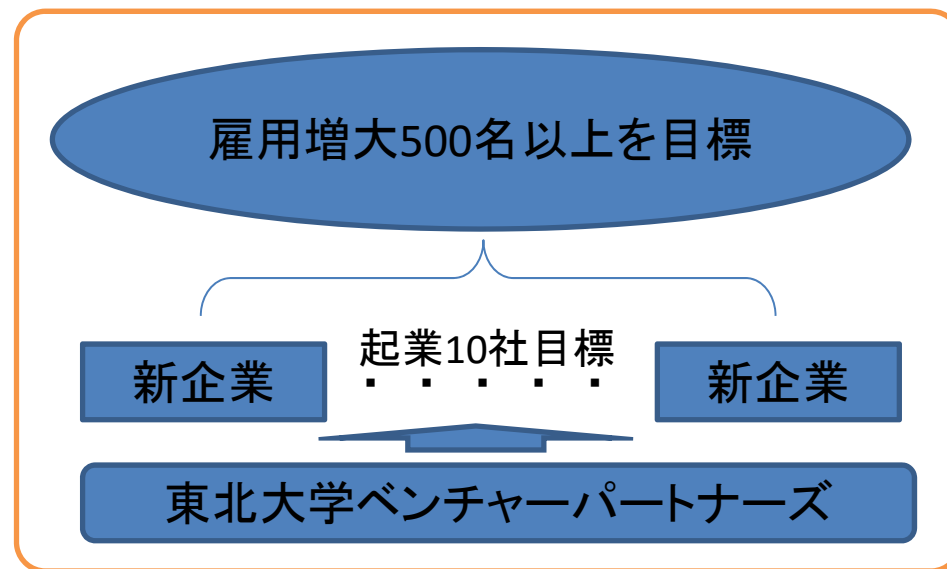 雇用増大500名以上を目標
起業10社目標
新企業
・・・・・
新企業
東北大学ベンチャーパートナーズ